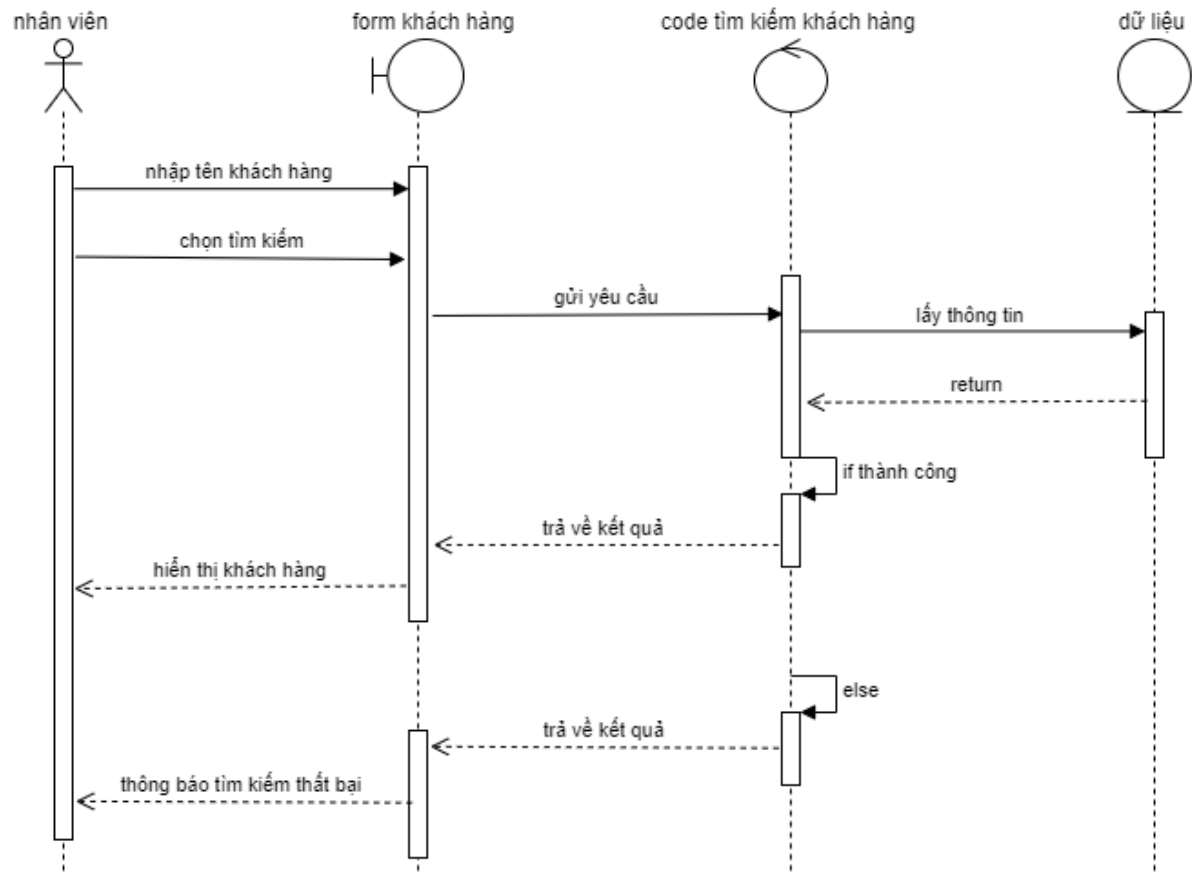 nhân viên
form khách hàng
code tìm kiếm khách hàng
dữ liệu
nhập tên khách hàng
chọn tìm kiếm
gửi yêu cầu
lấy thông tin
return
if thành công
trả về kết quả
hiển thị khách hàng
else
trả về kết quả
thông báo tìm kiếm thất bại